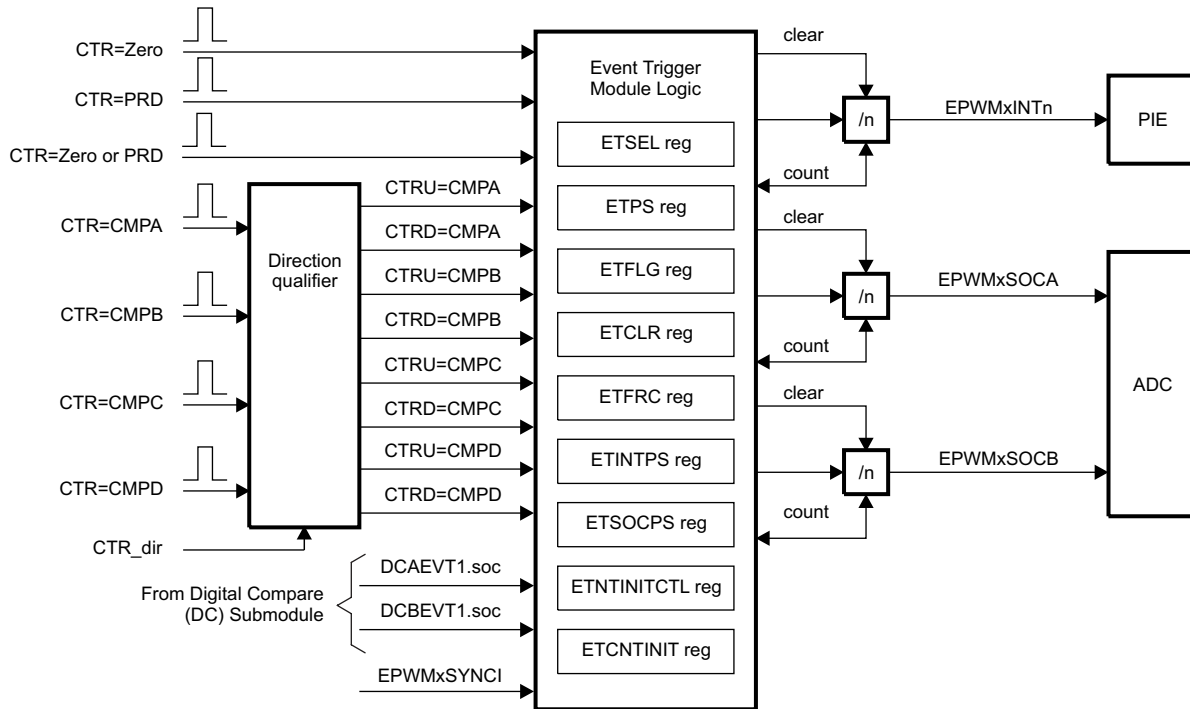 CTR=Zero
CTR=PRD
CTR=Zero or PRD
CTR=CMPA
CTR=CMPB
CTR=CMPC
CTR=CMPD
CTR_dir
Direction
qualifier
CTRU=CMPA
CTRD=CMPA
CTRU=CMPB
CTRD=CMPB
CTRU=CMPC
CTRD=CMPC
CTRU=CMPD
CTRD=CMPD
From Digital Compare
(DC) Submodule
DCAEVT1.soc
DCBEVT1.soc
EPWMxSYNCI
Event Trigger
Module Logic
ETSEL reg
ETPS reg
ETFLG reg
ETCLR reg
ETFRC reg
ETINTPS reg
ETSOCPS reg
ETNTINITCTL reg
ETCNTINIT reg
clear
/n
count
EPWMxINTn
PIE
clear
/n
count
EPWMxSOCA
clear
/n
count
EPWMxSOCB
ADC